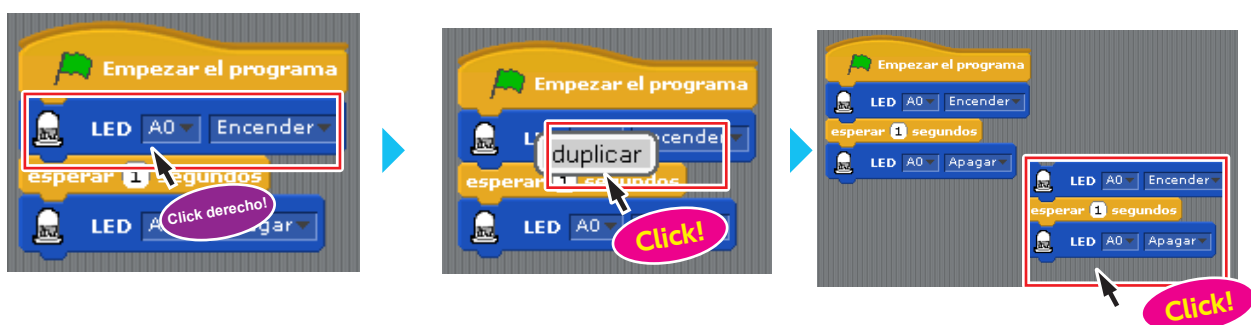 Empezar el programa
LED A0 Encender
esperar 1 segundos
LED Apagar
Click derecho!
Empezar el programa
duplicar
esperar segundos
LED A0
Click!
Empezar el programa
LED A0 Encender
esperar 1 segundos
LED A0 Apagar
LED A0 Encender
esperar 1 segundos
LED A0 Apagar
Click!